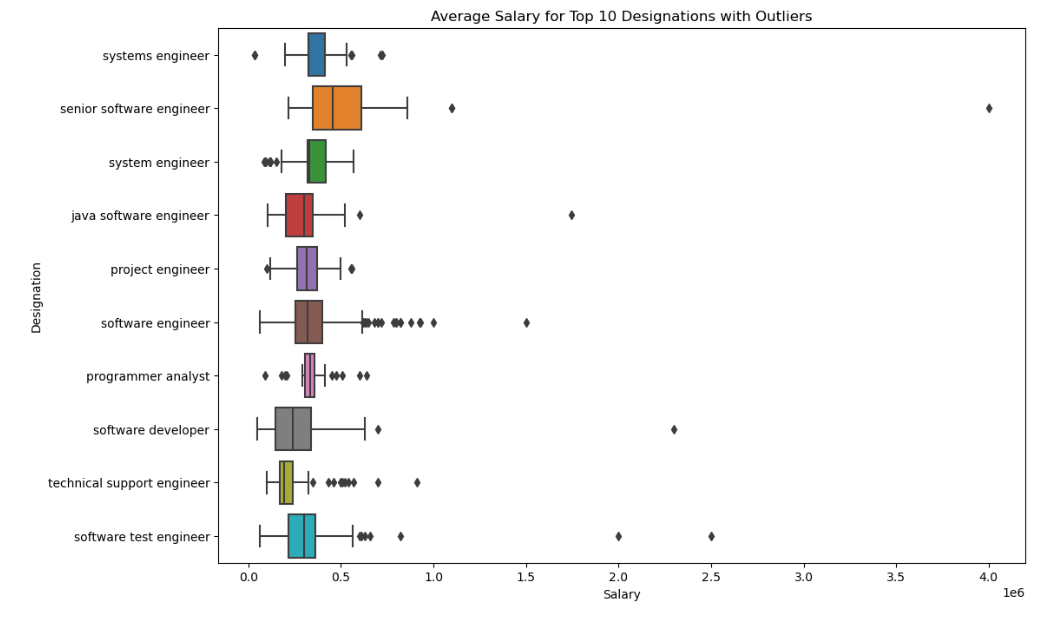 Average Salary for Top 10 Designations with Outliers
systems engineer
senior software engineer
system engineer
java software engineer
project engineer
software engineer
programmer analyst
software developer
technical support engineer
software test engineer
Designation
0.0 0.5 1.0 1.5 2.0 2.5 3.0 3.5 4.0
1e6
Salary